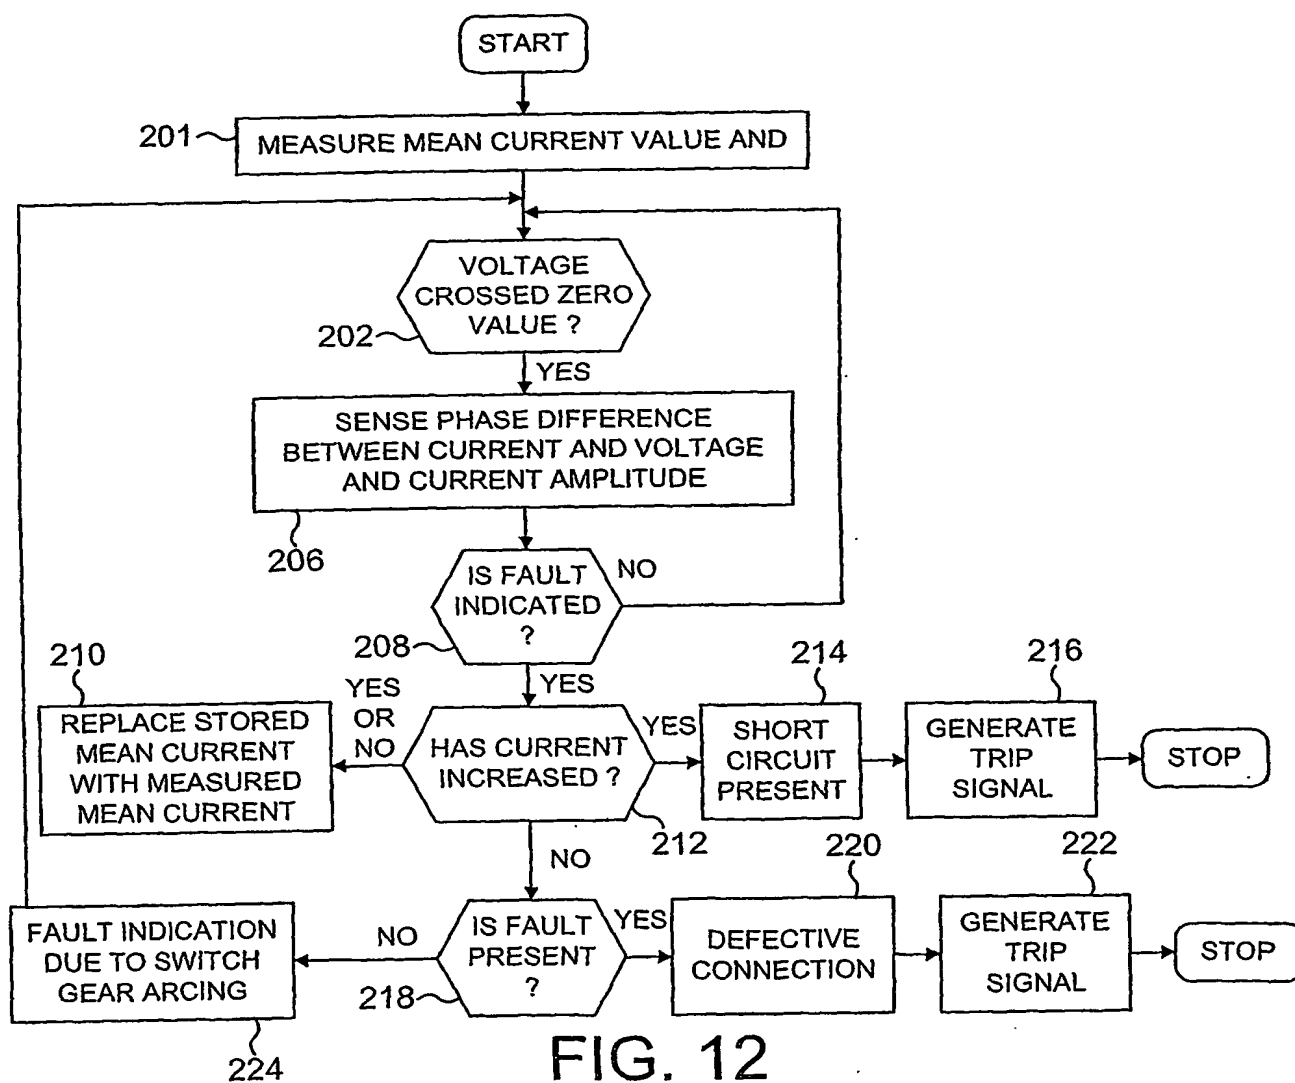 START
201
MEASURE MEAN CURRENT VALUE AND
VOLTAGE
CROSSED ZERO
VALUE ?
202
YES
SENSE PHASE DIFFERENCE
BETWEEN CURRENT AND VOLTAGE
AND CURRENT AMPLITUDE
206
IS FAULT
INDICATED
?
NO
208
YES
210
REPLACE STORED
MEAN CURRENT
WITH MEASURED
MEAN CURRENT
YES
OR
NO
HAS CURRENT
INCREASED ?
212
YES
214
SHORT
CIRCUIT
PRESENT
216
GENERATE
TRIP
SIGNAL
STOP
NO
IS FAULT
PRESENT
?
218
NO
FAULT INDICATION
DUE TO SWITCH
GEAR ARCING
224
YES
220
DEFECTIVE
CONNECTION
222
GENERATE
TRIP
SIGNAL
STOP
FIG. 12